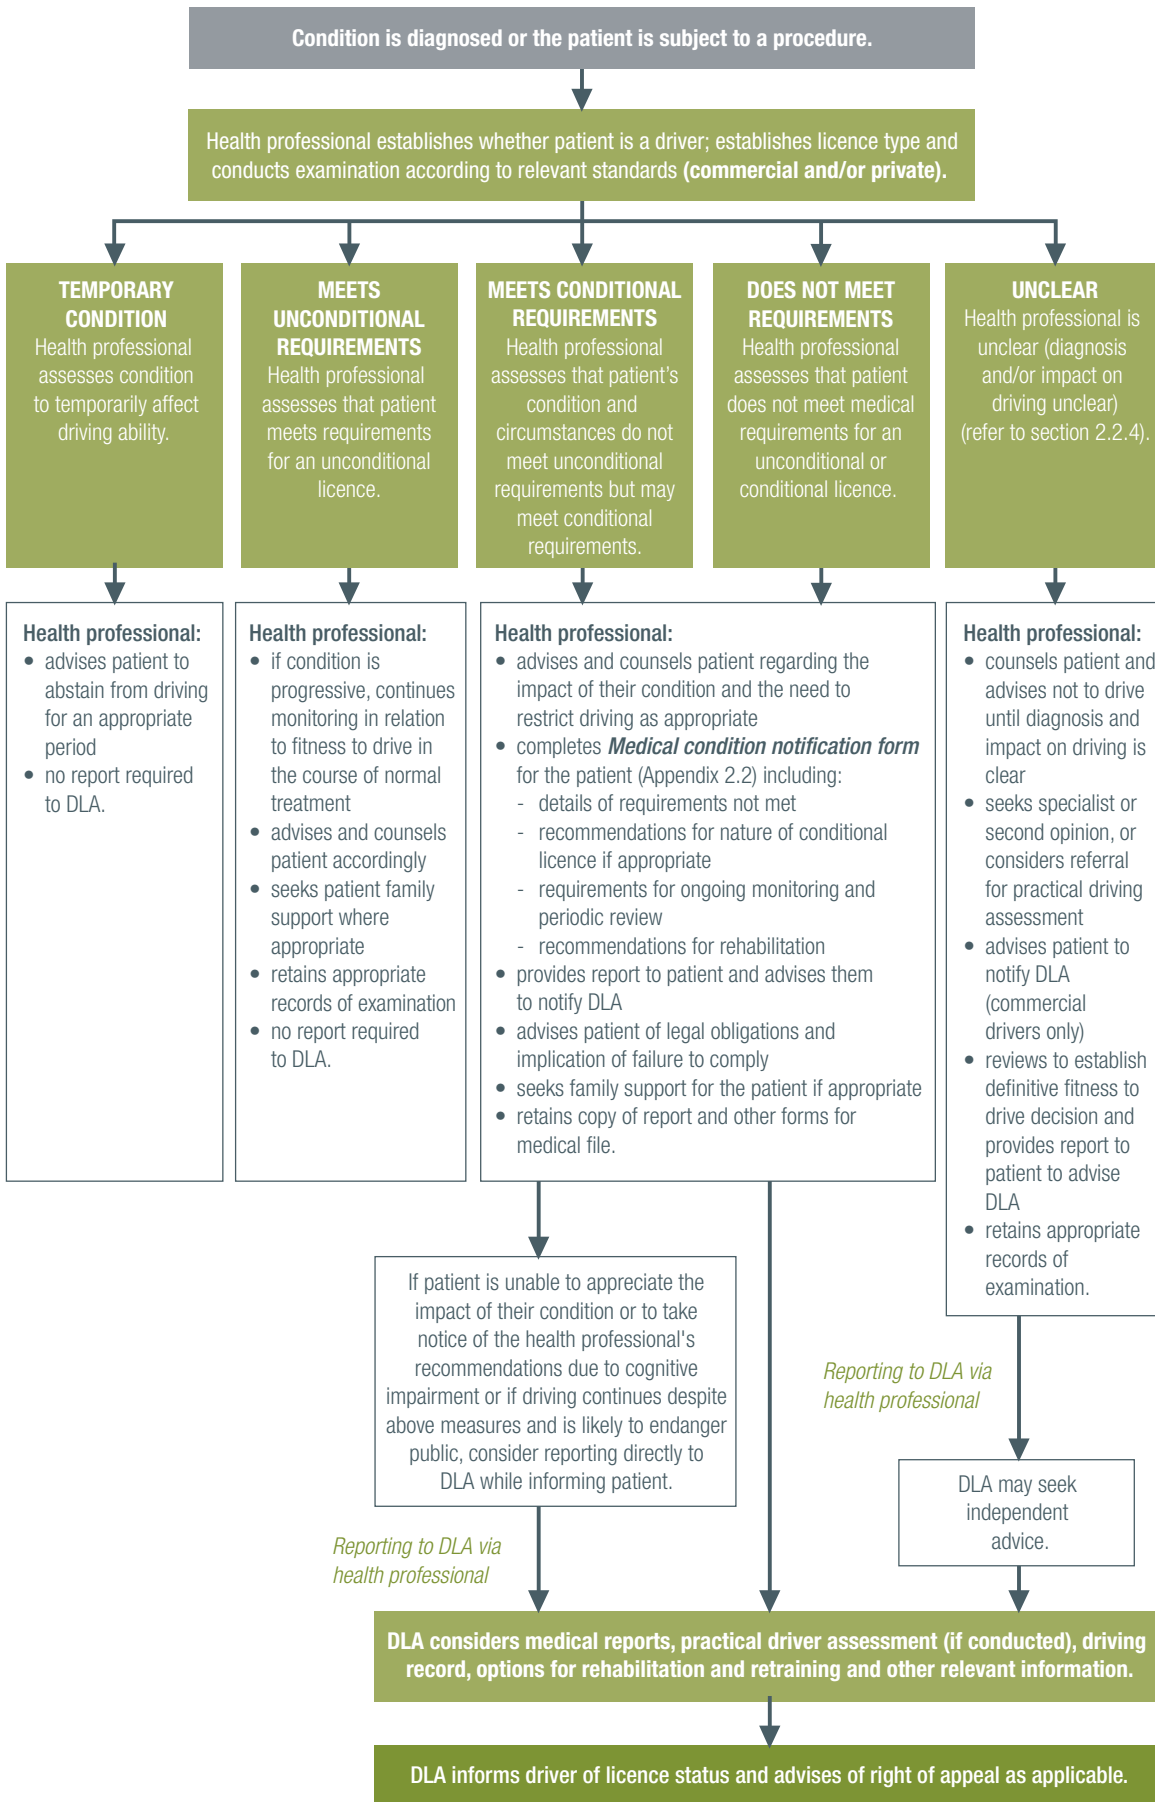 Condition is diagnosed or the patient is subject to a procedure.
Health professional establishes whether patient is a driver; establishes licence type and
conducts examination according to relevant standards (commercial and/or private).
TEMPORARY
CONDITION
Health professional
assesses condition
to temporarily affect
driving ability.
MEETS
UNCONDITIONAL
REQUIREMENTS
Health professional
assesses that patient
meets requirements
for an unconditional
licence.
MEETS CONDITIONAL
REQUIREMENTS
Health professional
assesses that patient's
condition and
circumstances do not
meet unconditional
requirements but may
meet conditional
requirements.
DOES NOT MEET
REQUIREMENTS
Health professional
assesses that patient
does not meet medical
requirements for an
unconditional or
conditional licence.
UNCLEAR
Health professional is
unclear (diagnosis
and/or impact on
driving unclear)
(refer to section 2.2.4).
Health professional:
• advises patient to
abstain from driving
for an appropriate
period
• no report required
to DLA.
Health professional:
• if condition is
progressive, continues
monitoring in relation
to fitness to drive in
the course of normal
treatment
• advises and counsels
patient accordingly
• seeks patient family
support where
appropriate
• retains appropriate
records of examination
• no report required
to DLA.
Health professional:
• advises and counsels patient regarding the
impact of their condition and the need to
restrict driving as appropriate
• completes Medical condition notification form
for the patient (Appendix 2.2) including:
- details of requirements not met
- recommendations for nature of conditional
licence if appropriate
- requirements for ongoing monitoring and
periodic review
- recommendations for rehabilitation
• provides report to patient and advises them
to notify DLA
• advises patient of legal obligations and
implication of failure to comply
• seeks family support for the patient if appropriate
• retains copy of report and other forms for
medical file.
Health professional:
• counsels patient and
advises not to drive
until diagnosis and
impact on driving is
clear
• seeks specialist or
second opinion, or
considers referral
for practical driving
assessment
• advises patient to
notify DLA
(commercial
drivers only)
• reviews to establish
definitive fitness to
drive decision and
provides report to
patient to advise
DLA
• retains appropriate
records of
examination.
If patient is unable to appreciate the
impact of their condition or to take
notice of the health professional's
recommendations due to cognitive
impairment or if driving continues despite
above measures and is likely to endanger
public, consider reporting directly to
DLA while informing patient.
Reporting to DLA via
health professional
DLA may seek
independent
advice.
Reporting to DLA via
health professional
DLA considers medical reports, practical driver assessment (if conducted), driving
record, options for rehabilitation and retraining and other relevant information.
DLA informs driver of licence status and advises of right of appeal as applicable.